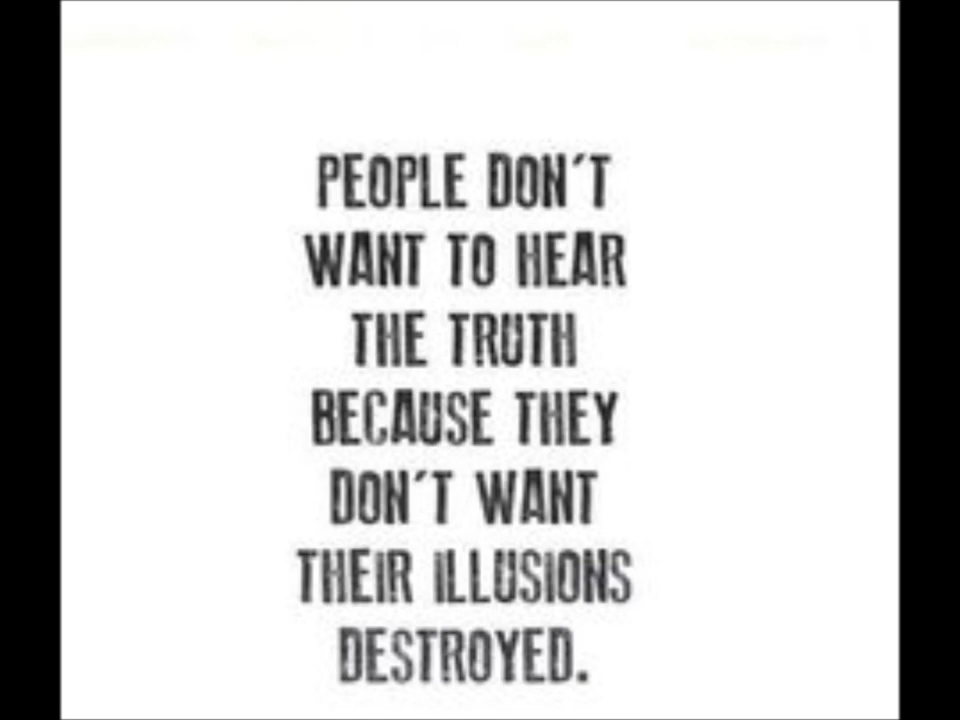 PEOPLE DON´T
WANT TO HEAR
THE TRUTH
BECAUSE THEY
DON´T WANT
THEiR iLLUSiONS
DESTROYED.